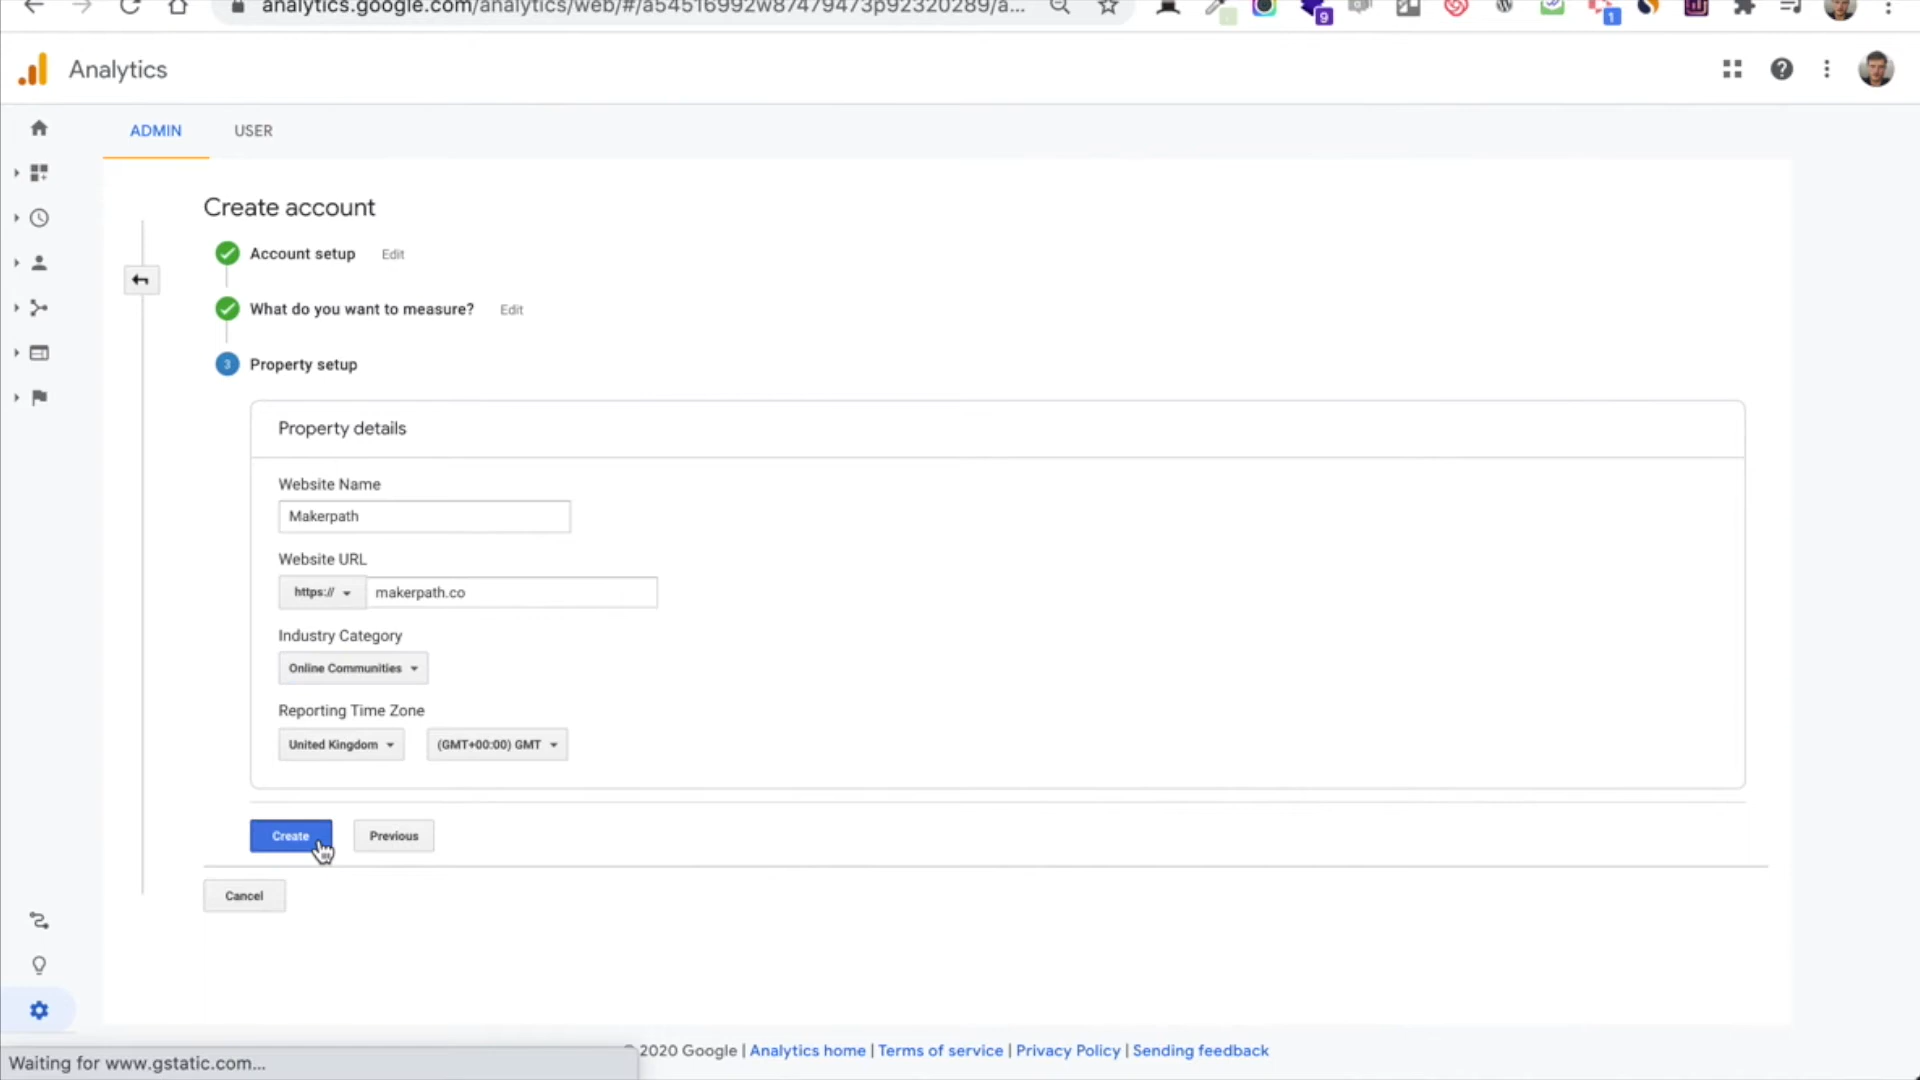 analytics.google.com/analytics/web/#/a54516992w87479473p92320289/a...
9
1
Analytics
ADMIN
USER
Create account
Account setup
Edit
What do you want to measure?
Edit
3
Property setup
Property details
Website Name
Makerpath
Website URL
https://
makerpath.co
Industry Category
Online Communities
Reporting Time Zone
United Kingdom
(GMT+00:00) GMT
Create
Previous
Cancel
2020 Google | Analytics home | Terms of service | Privacy Policy | Sending feedback
Waiting for www.gstatic.com...